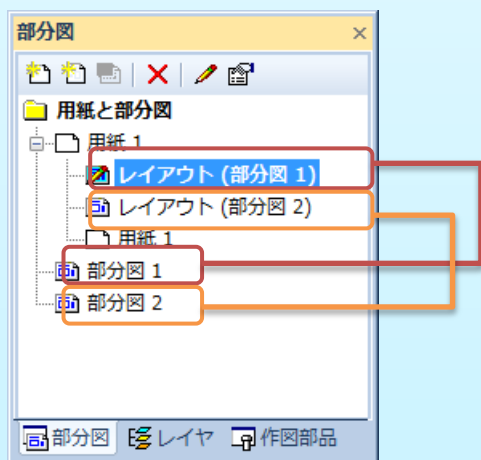 部分図
用紙と部分図
用紙 1
レイアウト (部分図 1)
レイアウト (部分図 2)
用紙 1
部分図 1
部分図 2
部分図 レイヤ 作図部品